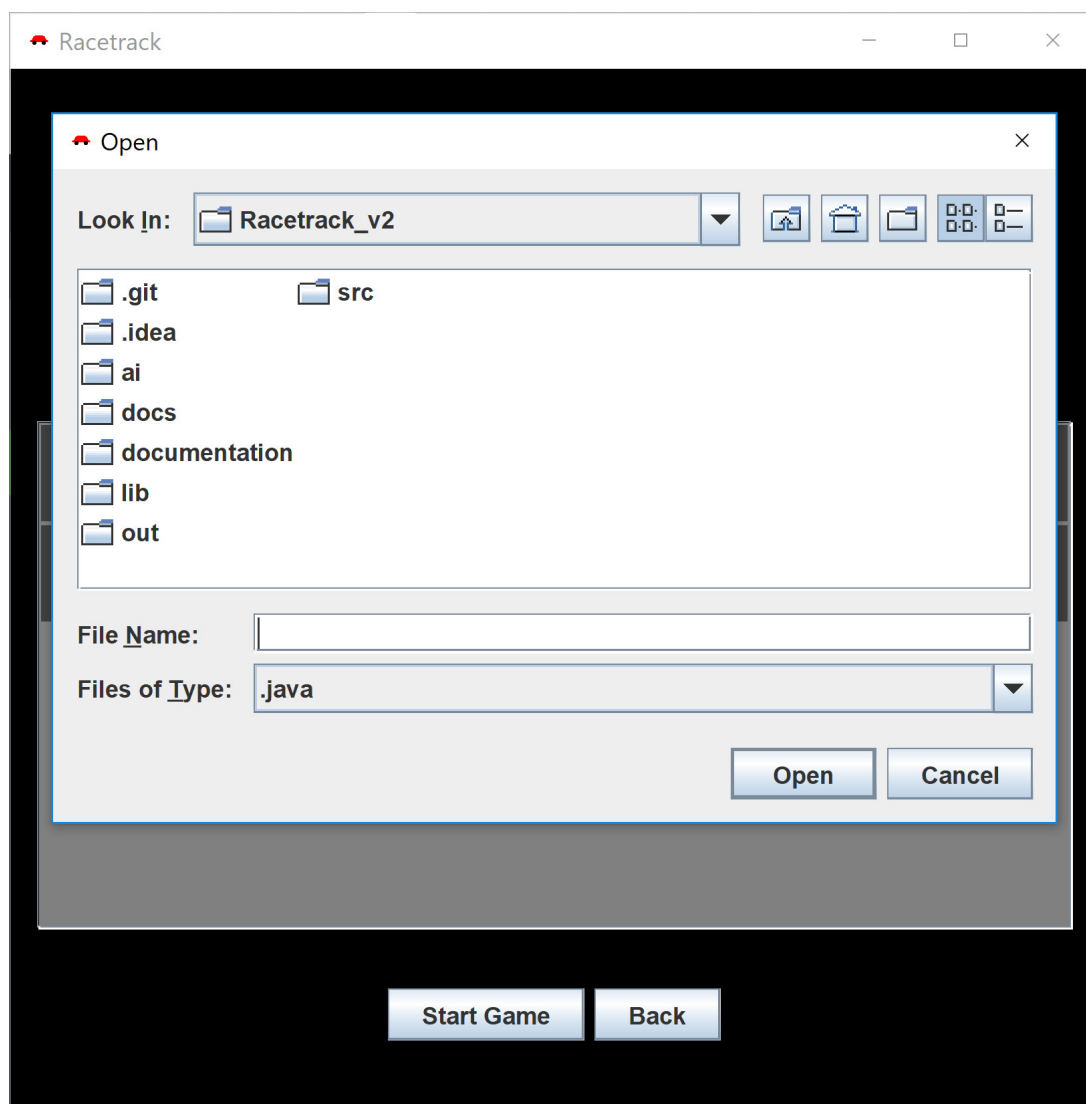 Racetrack
Open
Look In: Racetrack_v2
.git src
.idea
ai
docs
documentation
lib
out
File Name:
Files of Type: .java
Open Cancel
Start Game Back